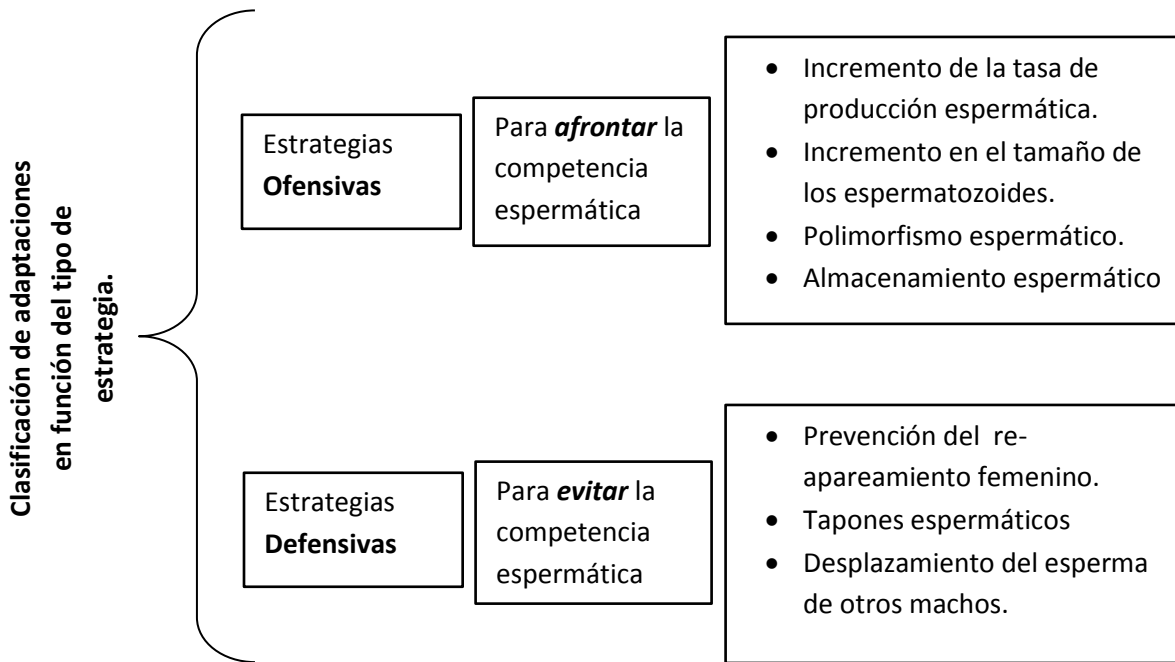 Clasificación de adaptaciones
en función del tipo de
estrategia.
Estrategias
Ofensivas
Para afrontar la
competencia
espermática
• Incremento de la tasa de
producción espermática.
• Incremento en el tamaño de
los espermatozoides.
• Polimorfismo espermático.
• Almacenamiento espermático
Estrategias
Defensivas
Para evitar la
competencia
espermática
• Prevención del re-
apareamiento femenino.
• Tapones espermáticos
• Desplazamiento del esperma
de otros machos.